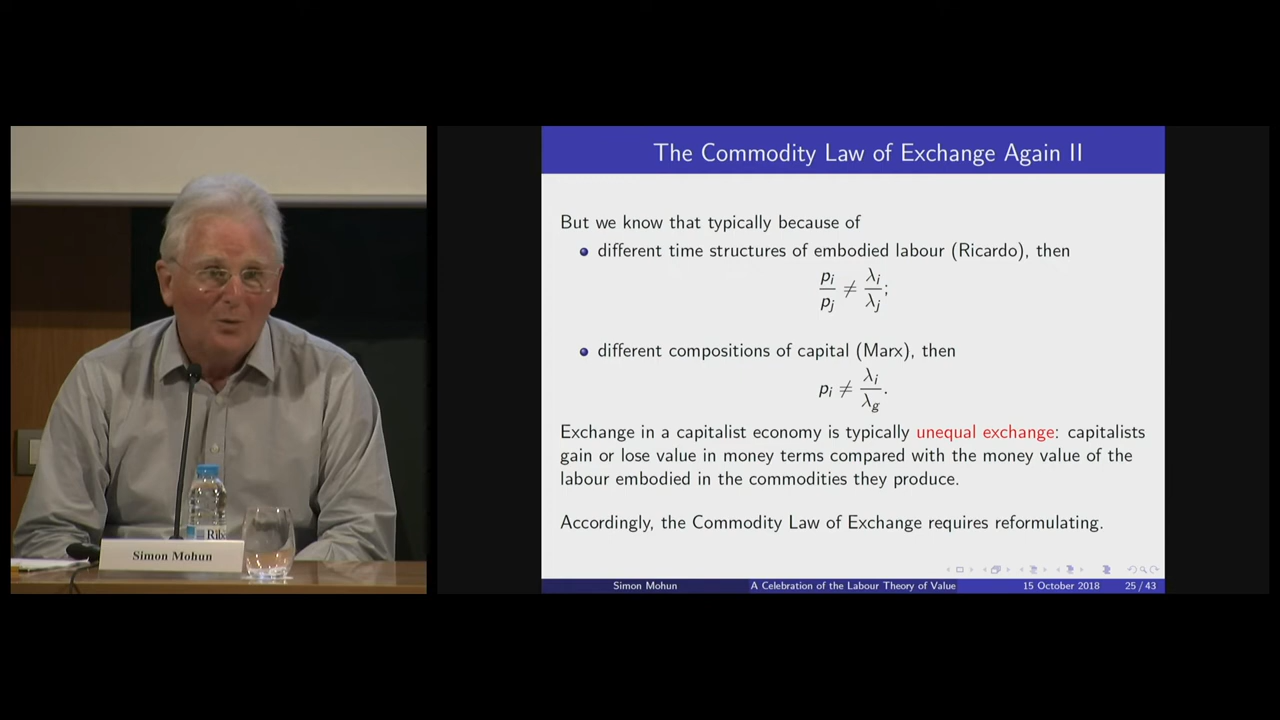 The Commodity Law of Exchange Again II
But we know that typically because of
different time structures of embodied labour (Ricardo), then
p_i/p_j ≠ λ_i/λ_j;
different compositions of capital (Marx), then
p_i ≠ λ_i/λ_g.
Exchange in a capitalist economy is typically unequal exchange: capitalists
gain or lose value in money terms compared with the money value of the
labour embodied in the commodities they produce.
Accordingly, the Commodity Law of Exchange requires reformulating.
Simon Mohun A Celebration of the Labour Theory of Value 15 October 2018 25 / 43
Simon Mohun